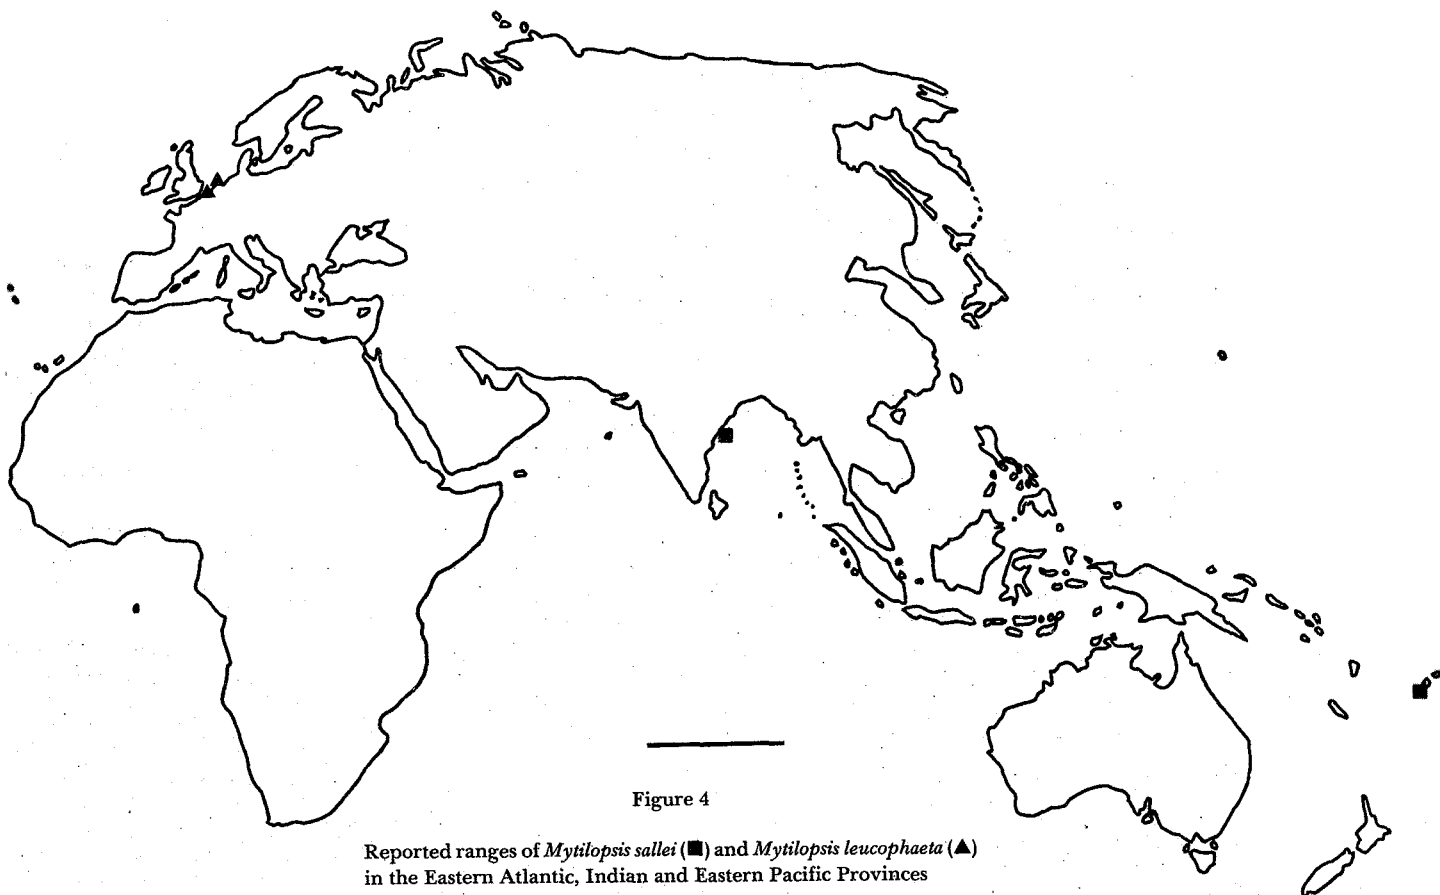 Figure 4
Reported ranges of Mytilopsis sallei (■) and Mytilopsis leucophaeta (▲)
in the Eastern Atlantic, Indian and Eastern Pacific Provinces